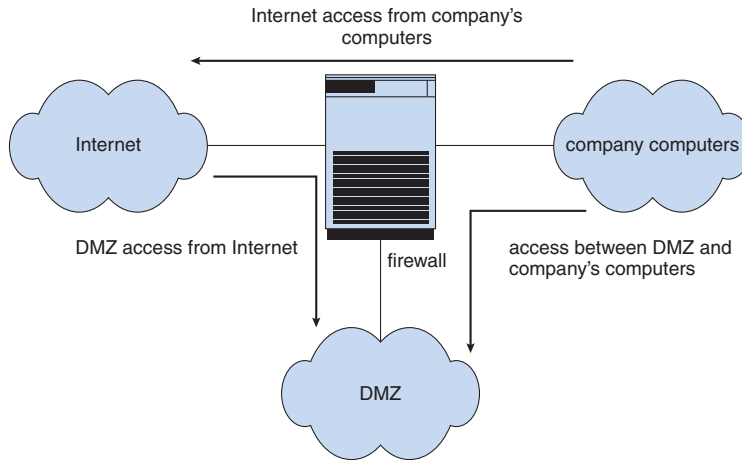 Internet access from company’s
computers
Internet
company computers
DMZ access from Internet
firewall
access between DMZ and
company’s computers
DMZ